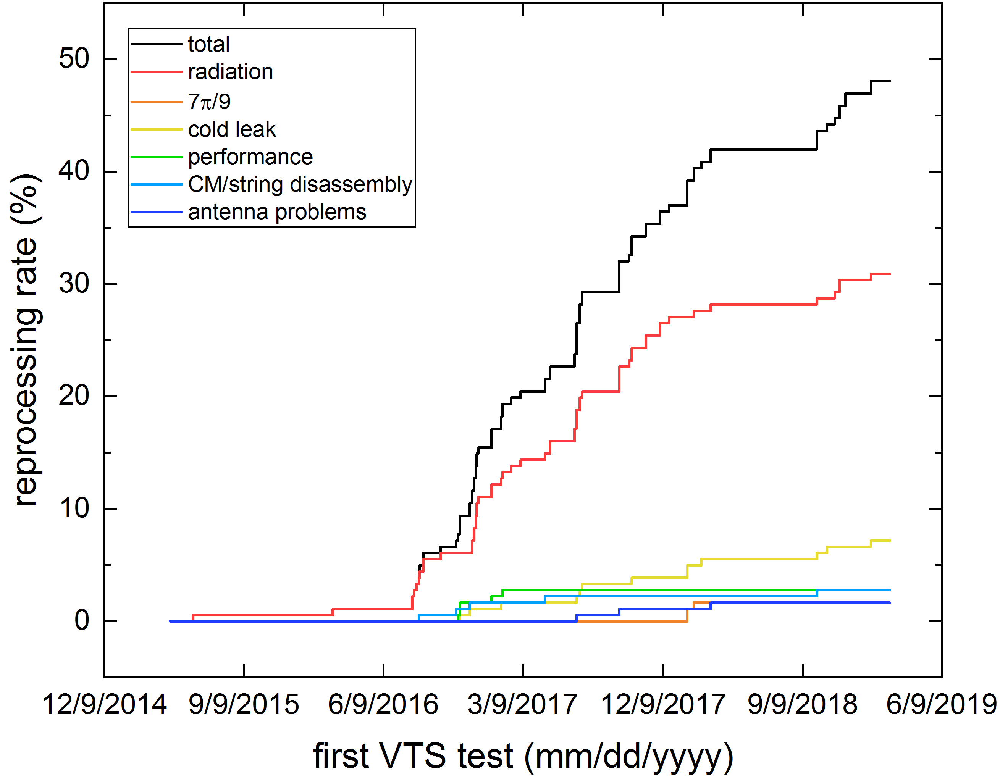 total
radiation
7π/9
cold leak
performance
CM/string disassembly
antenna problems
reprocessing rate (%)
50
40
30
20
10
0
12/9/2014 9/9/2015 6/9/2016 3/9/2017 12/9/2017 9/9/2018 6/9/2019
first VTS test (mm/dd/yyyy)